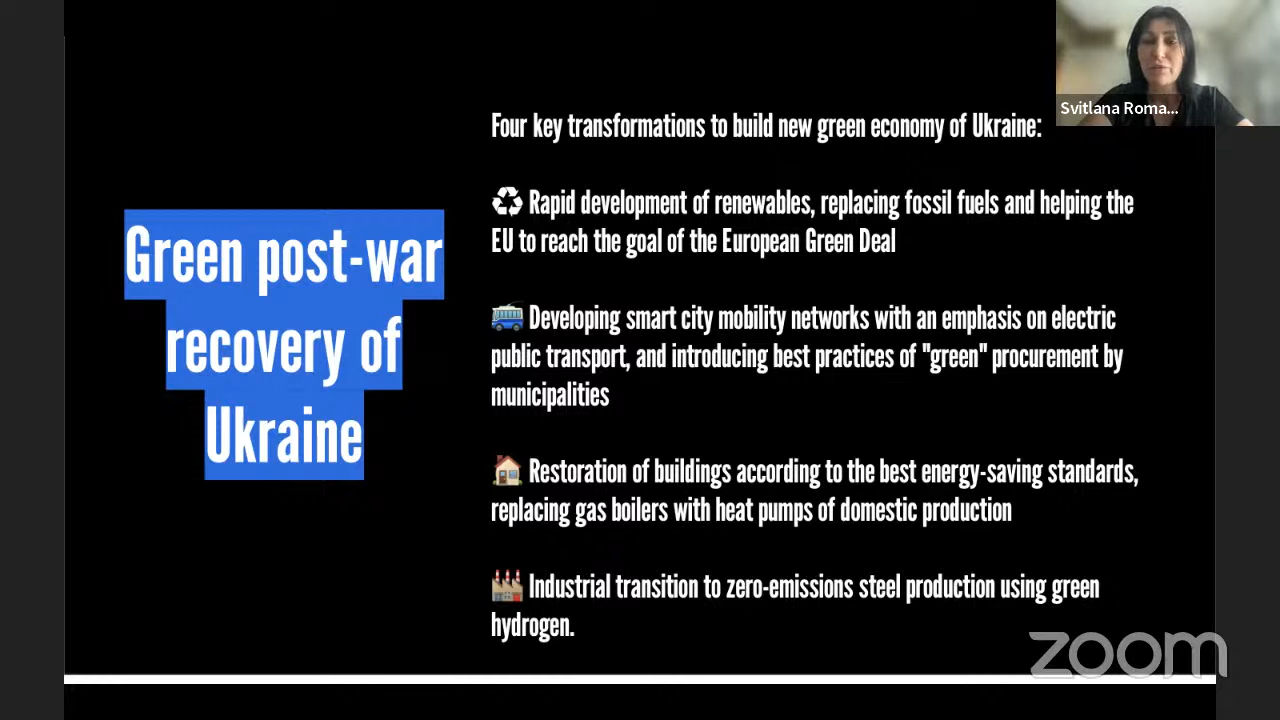 Svitlana Roma...
Green post-war
recovery of
Ukraine
Four key transformations to build new green economy of Ukraine:
♻ Rapid development of renewables, replacing fossil fuels and helping the
EU to reach the goal of the European Green Deal
🚎 Developing smart city mobility networks with an emphasis on electric
public transport, and introducing best practices of "green" procurement by
municipalities
🏠 Restoration of buildings according to the best energy-saving standards,
replacing gas boilers with heat pumps of domestic production
🏭 Industrial transition to zero-emissions steel production using green
hydrogen.
zoom